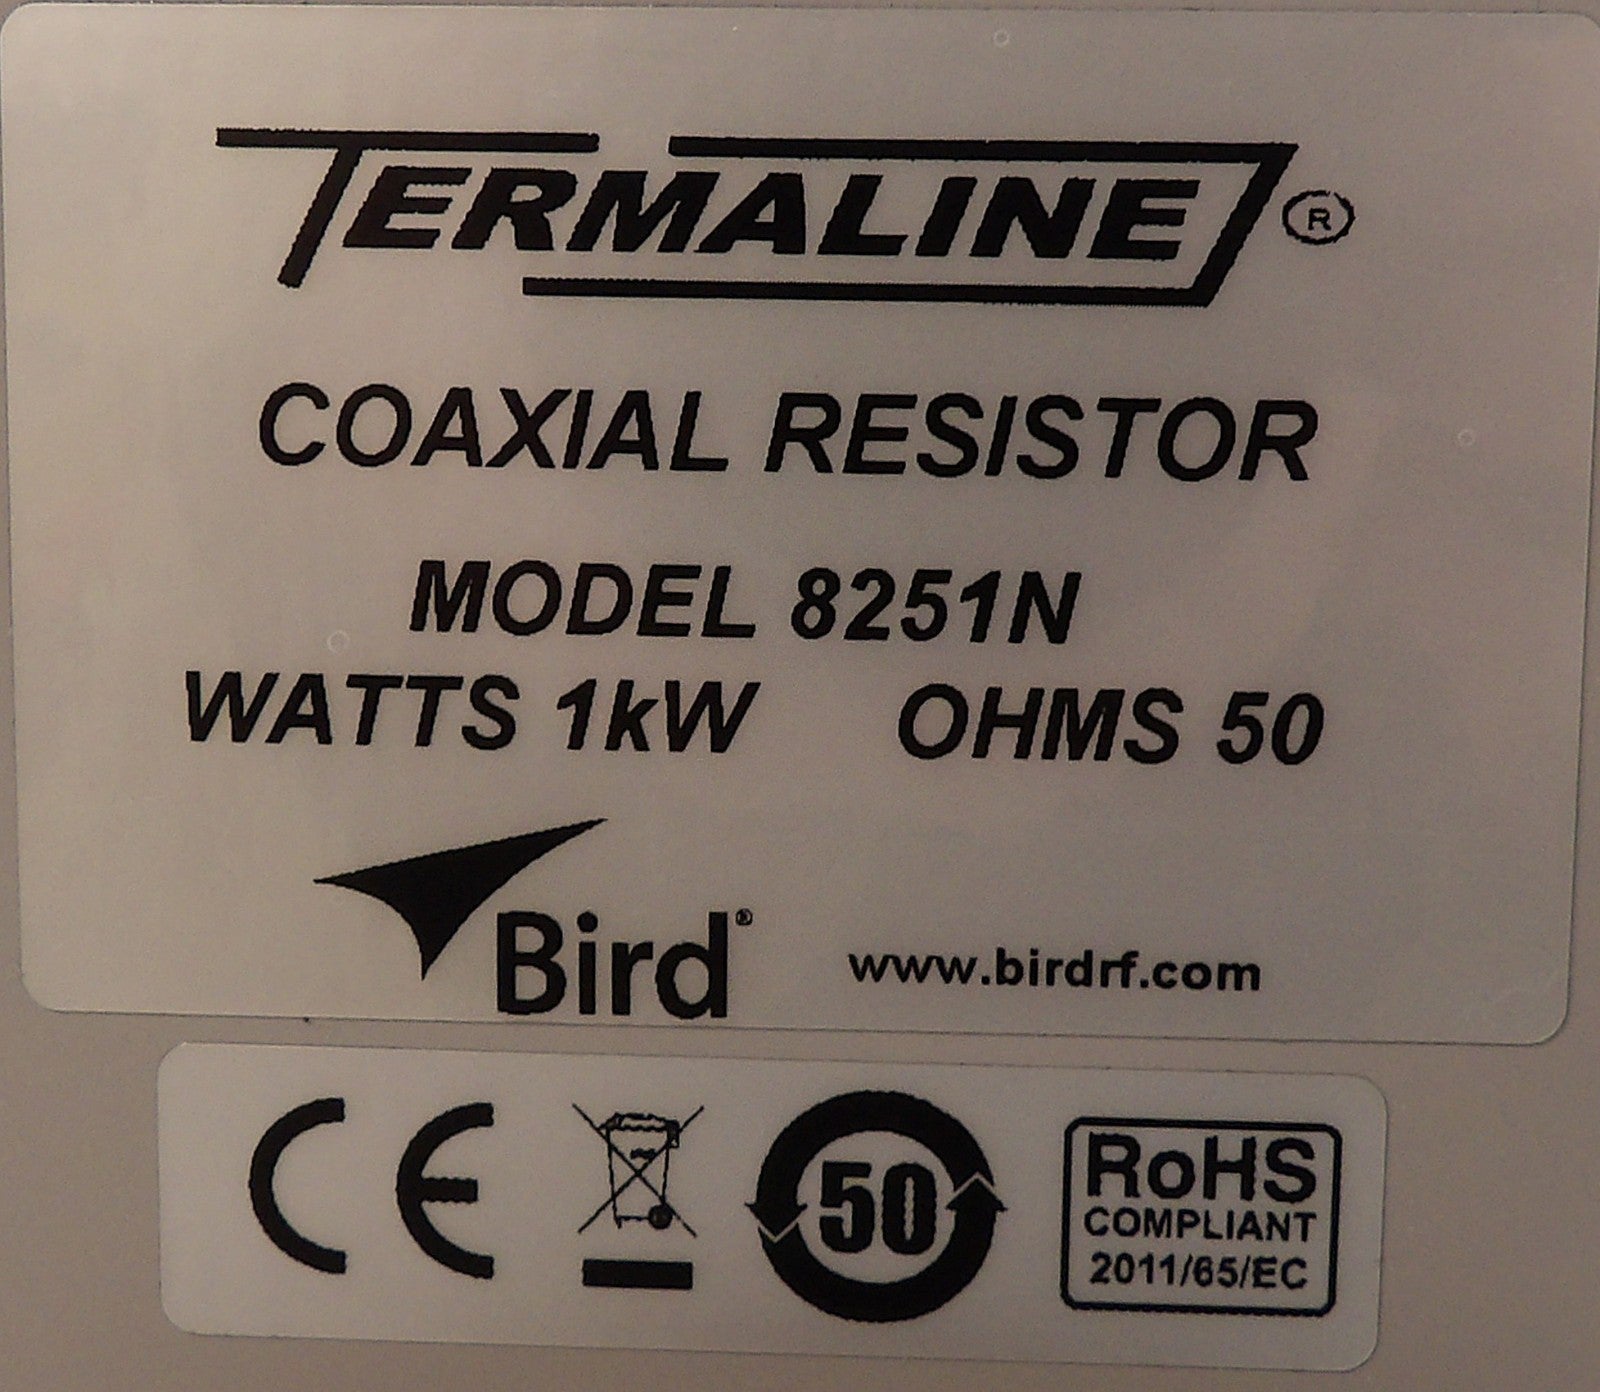 TERMALINE®
COAXIAL RESISTOR
MODEL 8251N
WATTS 1kW OHMS 50
Bird®
www.birdrf.com
CE
50
RoHS
COMPLIANT
2011/65/EC